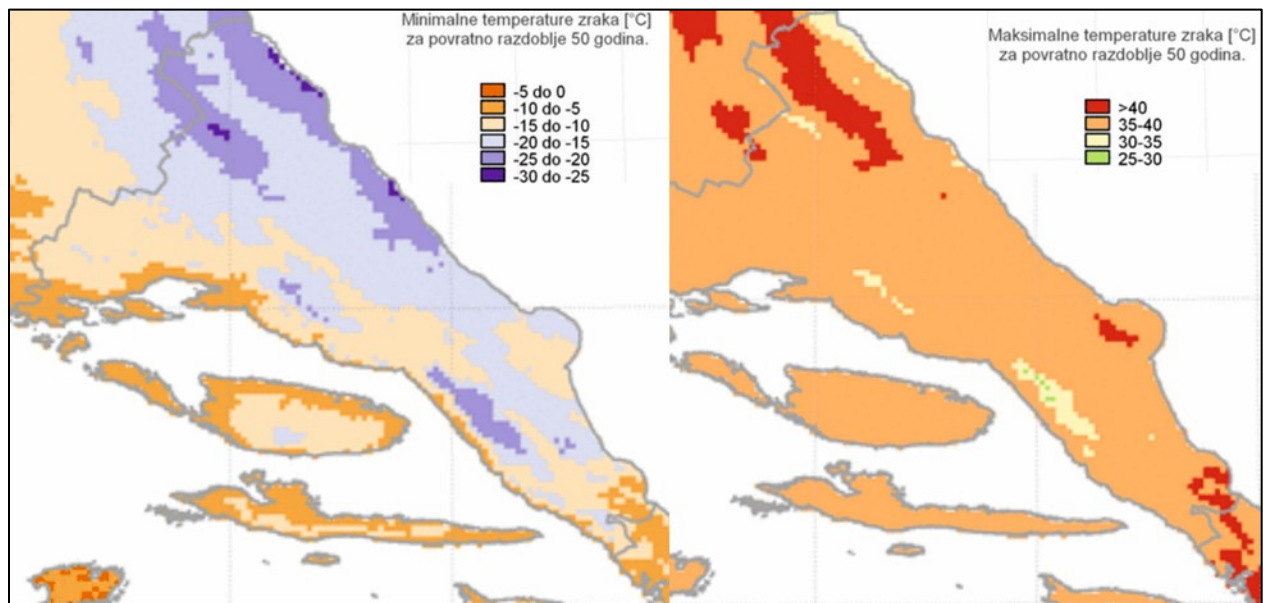 Minimalne temperature zraka [°C]
za povratno razdoblje 50 godina.
-5 do 0
-10 do -5
-15 do -10
-20 do -15
-25 do -20
-30 do -25
Maksimalne temperature zraka [°C]
za povratno razdoblje 50 godina.
>40
35-40
30-35
25-30